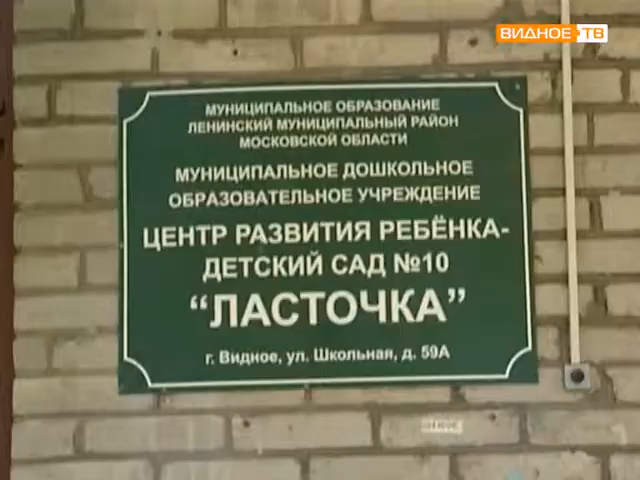 ВИДНОЕ ТВ
МУНИЦИПАЛЬНОЕ ОБРАЗОВАНИЕ
ЛЕНИНСКИЙ МУНИЦИПАЛЬНЫЙ РАЙОН
МОСКОВСКОЙ ОБЛАСТИ
МУНИЦИПАЛЬНОЕ ДОШКОЛЬНОЕ
ОБРАЗОВАТЕЛЬНОЕ УЧРЕЖДЕНИЕ
ЦЕНТР РАЗВИТИЯ РЕБЁНКА-
ДЕТСКИЙ САД №10
“ЛАСТОЧКА”
г. Видное, ул. Школьная, д. 59А